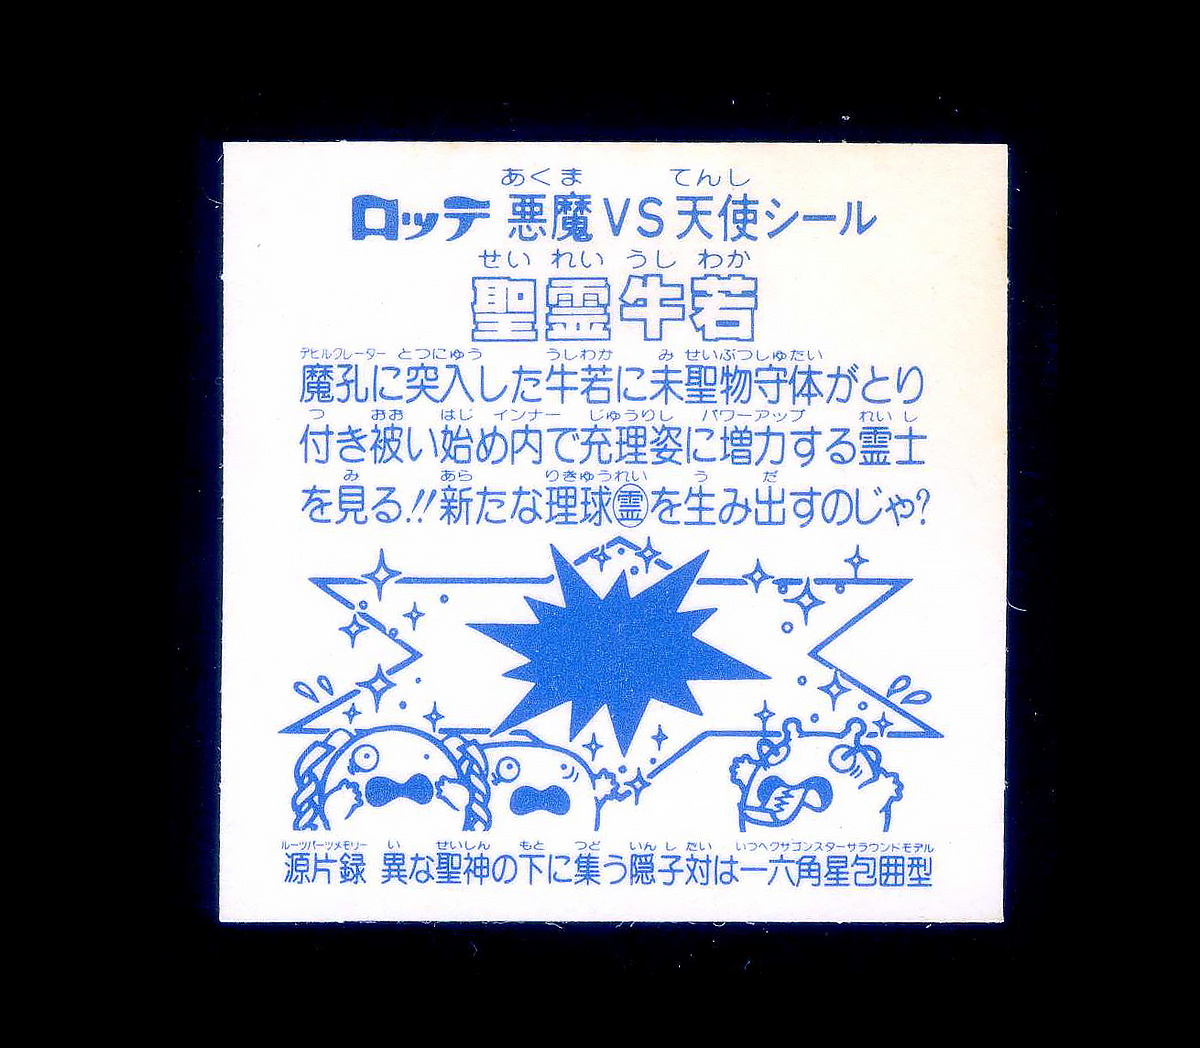 あくま てんし
ロッテ 悪魔VS天使シール
せい れい うし わか
聖霊牛若
デビルクレーター とつにゅう うしわか み せいぶつしゅたい
魔孔に突入した牛若に未聖物守体がとり
つ おお はじ インナー じゅうりし パワーアップ れいし
付き被い始め内で充理姿に増力する霊士
み あら りきゅうれい う だ
を見る!!新たな理球霊を生み出すのじゃ?
ルーツパーツメモリー い せいしん もと つど いんし たい いつヘクサゴンスターサラウンドモデル
源片録 異な聖神の下に集う隠子対は一六角星包囲型